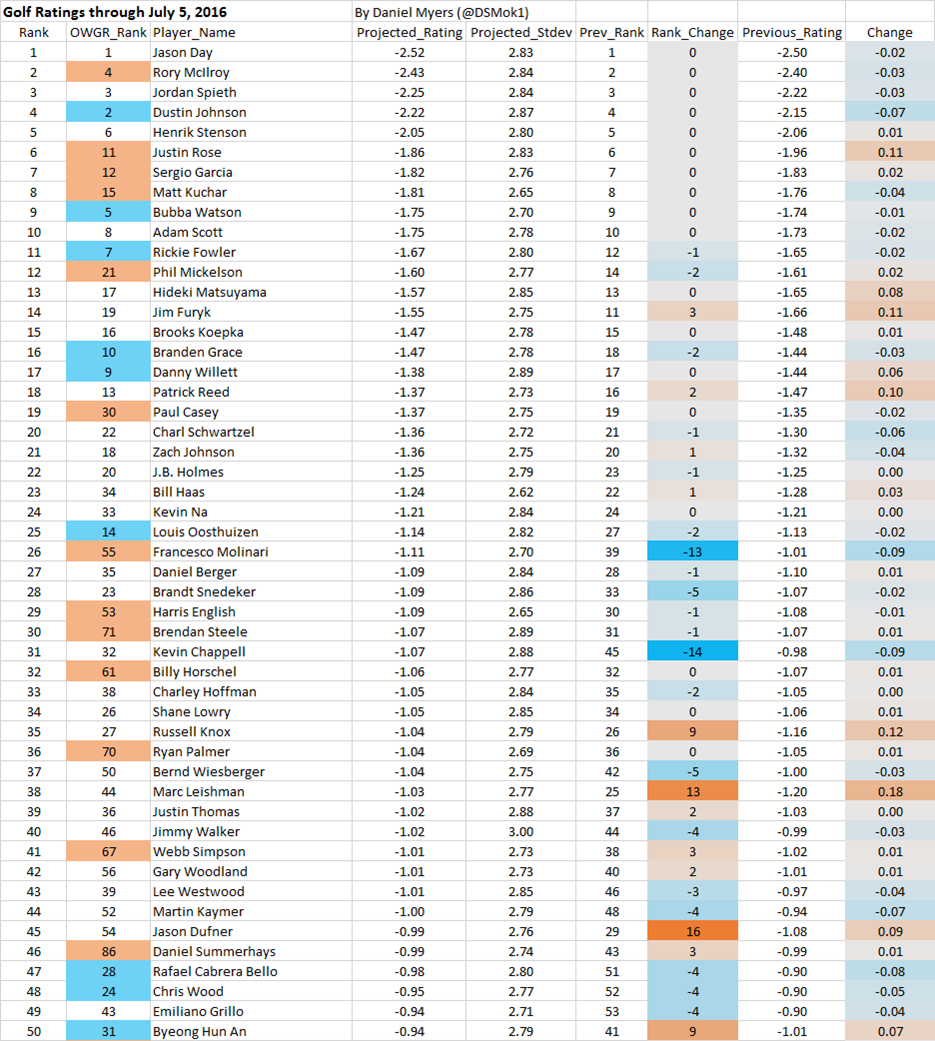 Golf Ratings through July 5, 2016 By Daniel Myers (@DSMok1)
Rank OWGR_Rank Player_Name Projected_Rating Projected_Stdev Prev_Rank Rank_Change Previous_Rating Change
1 1 Jason Day -2.52 2.83 1 0 -2.50 -0.02
2 4 Rory McIlroy -2.43 2.84 2 0 -2.40 -0.03
3 3 Jordan Spieth -2.25 2.84 3 0 -2.22 -0.03
4 2 Dustin Johnson -2.22 2.87 4 0 -2.15 -0.07
5 6 Henrik Stenson -2.05 2.80 5 0 -2.06 0.01
6 11 Justin Rose -1.86 2.83 6 0 -1.96 0.11
7 12 Sergio Garcia -1.82 2.76 7 0 -1.83 0.02
8 15 Matt Kuchar -1.81 2.65 8 0 -1.76 -0.04
9 5 Bubba Watson -1.75 2.70 9 0 -1.74 -0.01
10 8 Adam Scott -1.75 2.78 10 0 -1.73 -0.02
11 7 Rickie Fowler -1.67 2.80 12 -1 -1.65 -0.02
12 21 Phil Mickelson -1.60 2.77 14 -2 -1.61 0.02
13 17 Hideki Matsuyama -1.57 2.85 13 0 -1.65 0.08
14 19 Jim Furyk -1.55 2.75 11 3 -1.66 0.11
15 16 Brooks Koepka -1.47 2.78 15 0 -1.48 0.01
16 10 Branden Grace -1.47 2.78 18 -2 -1.44 -0.03
17 9 Danny Willett -1.38 2.89 17 0 -1.44 0.06
18 13 Patrick Reed -1.37 2.73 16 2 -1.47 0.10
19 30 Paul Casey -1.37 2.75 19 0 -1.35 -0.02
20 22 Charl Schwartzel -1.36 2.72 21 -1 -1.30 -0.06
21 18 Zach Johnson -1.36 2.75 20 1 -1.32 -0.04
22 20 J.B. Holmes -1.25 2.79 23 -1 -1.25 0.00
23 34 Bill Haas -1.24 2.62 22 1 -1.28 0.03
24 33 Kevin Na -1.21 2.84 24 0 -1.21 0.00
25 14 Louis Oosthuizen -1.14 2.82 27 -2 -1.13 -0.02
26 55 Francesco Molinari -1.11 2.70 39 -13 -1.01 -0.09
27 35 Daniel Berger -1.09 2.84 28 -1 -1.10 0.01
28 23 Brandt Snedeker -1.09 2.86 33 -5 -1.07 -0.02
29 53 Harris English -1.09 2.65 30 -1 -1.08 -0.01
30 71 Brendan Steele -1.07 2.89 31 -1 -1.07 0.01
31 32 Kevin Chappell -1.07 2.88 45 -14 -0.98 -0.09
32 61 Billy Horschel -1.06 2.77 32 0 -1.07 0.01
33 38 Charley Hoffman -1.05 2.84 35 -2 -1.05 0.00
34 26 Shane Lowry -1.05 2.85 34 0 -1.06 0.01
35 27 Russell Knox -1.04 2.79 26 9 -1.16 0.12
36 70 Ryan Palmer -1.04 2.69 36 0 -1.05 0.01
37 50 Bernd Wiesberger -1.04 2.75 42 -5 -1.00 -0.03
38 44 Marc Leishman -1.03 2.77 25 13 -1.20 0.18
39 36 Justin Thomas -1.02 2.88 37 2 -1.03 0.00
40 46 Jimmy Walker -1.02 3.00 44 -4 -0.99 -0.03
41 67 Webb Simpson -1.01 2.73 38 3 -1.02 0.01
42 56 Gary Woodland -1.01 2.73 40 2 -1.01 0.01
43 39 Lee Westwood -1.01 2.85 46 -3 -0.97 -0.04
44 52 Martin Kaymer -1.00 2.79 48 -4 -0.94 -0.07
45 54 Jason Dufner -0.99 2.76 29 16 -1.08 0.09
46 86 Daniel Summerhays -0.99 2.74 43 3 -0.99 0.01
47 28 Rafael Cabrera Bello -0.98 2.80 51 -4 -0.90 -0.08
48 24 Chris Wood -0.95 2.77 52 -4 -0.90 -0.05
49 43 Emiliano Grillo -0.94 2.71 53 -4 -0.90 -0.04
50 31 Byeong Hun An -0.94 2.79 41 9 -1.01 0.07